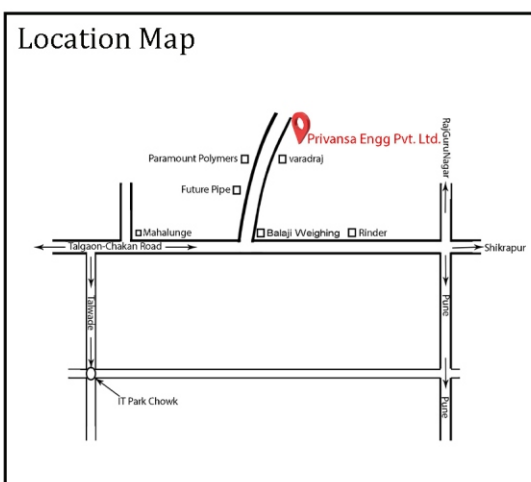 Location Map
Privansa Engg Pvt. Ltd.
RajGuruNagar
Paramount Polymers
varadraj
Future Pipe
Mahalunge
Balaji Weighing
Rinder
Talgaon-Chakan Road
Shikrapur
Talwade
Pune
IT Park Chowk
Pune